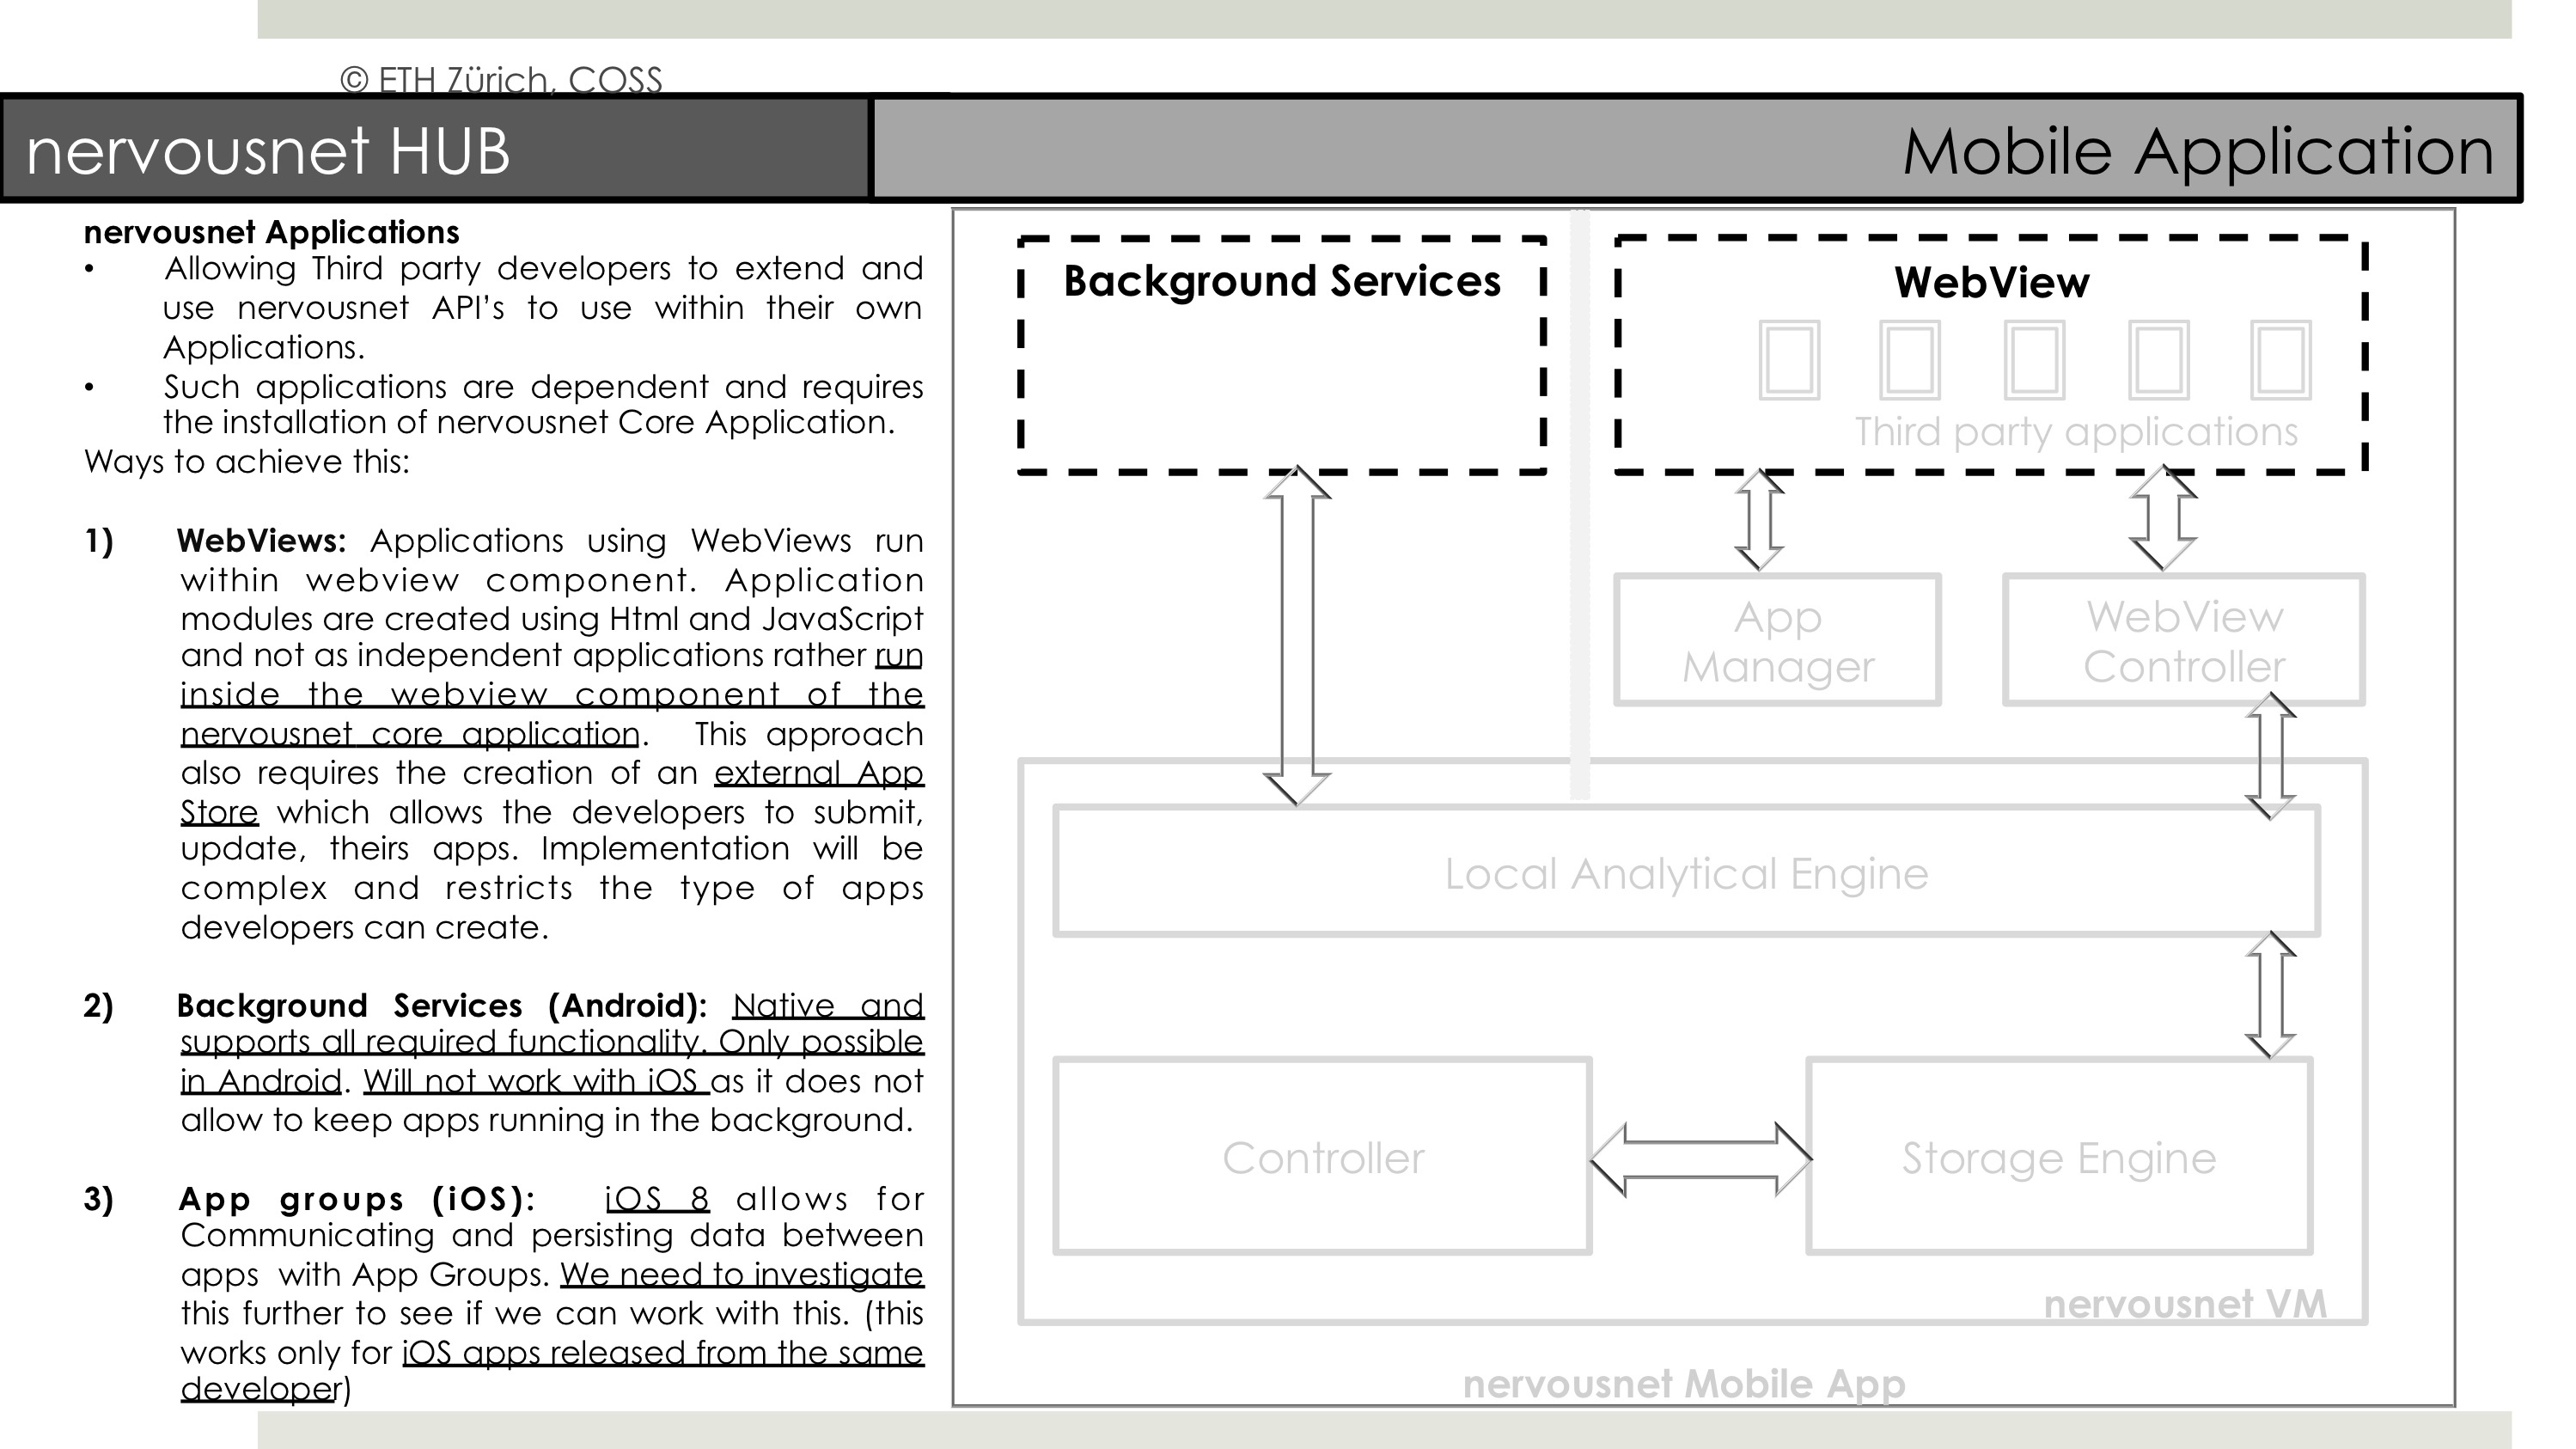 © ETH Zürich, COSS
nervousnet HUB
Mobile Application
nervousnet Applications
• Allowing Third party developers to extend and
use nervousnet API’s to use within their own
Applications.
• Such applications are dependent and requires
the installation of nervousnet Core Application.
Ways to achieve this:
1) WebViews: Applications using WebViews run
within webview component. Application
modules are created using Html and JavaScript
and not as independent applications rather run
inside the webview component of the
nervousnet core application. This approach
also requires the creation of an external App
Store which allows the developers to submit,
update, theirs apps. Implementation will be
complex and restricts the type of apps
developers can create.
2) Background Services (Android): Native and
supports all required functionality. Only possible
in Android. Will not work with iOS as it does not
allow to keep apps running in the background.
3) App groups (iOS): iOS 8 allows for
Communicating and persisting data between
apps with App Groups. We need to investigate
this further to see if we can work with this. (this
works only for iOS apps released from the same
developer)
Background Services
WebView
Third party applications
App
Manager
WebView
Controller
Local Analytical Engine
Controller
Storage Engine
nervousnet VM
nervousnet Mobile App